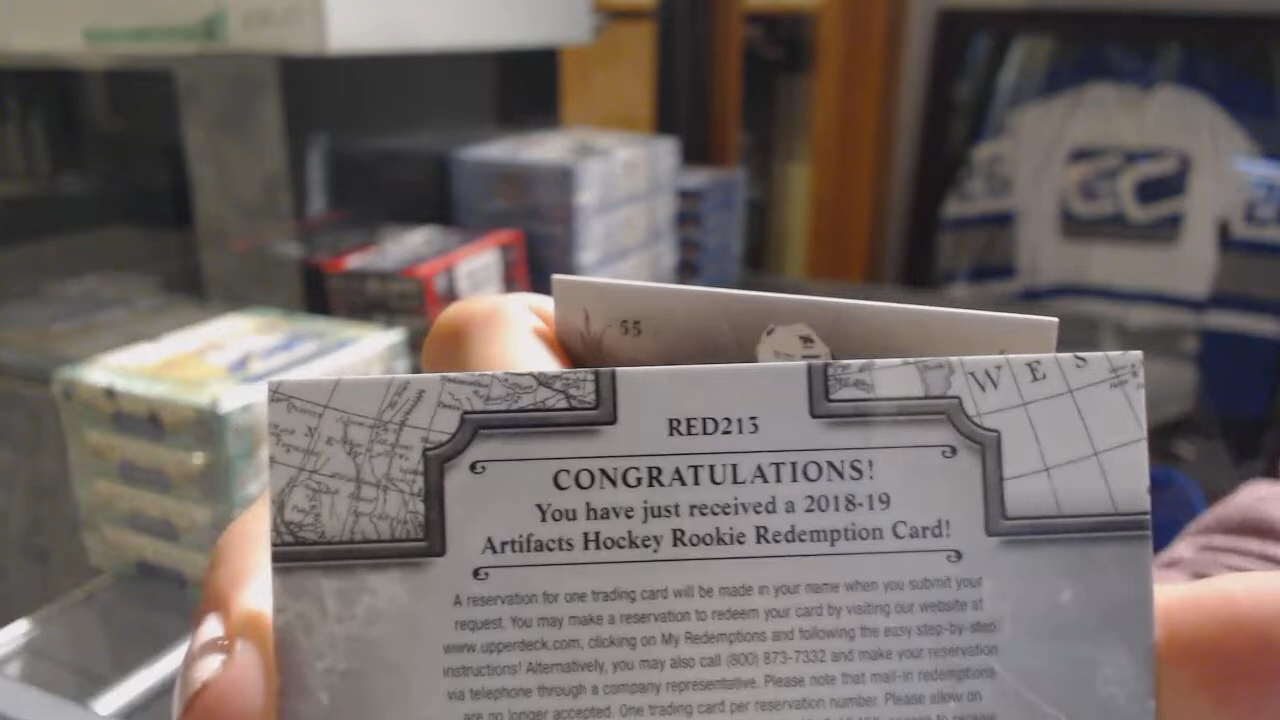 55
WES
RED215
CONGRATULATIONS!
You have just received a 2018-19
Artifacts Hockey Rookie Redemption Card!
A reservation for one trading card will be made in your name when you submit your
request. You may make a reservation to redeem your card by visiting our website at
www.upperdeck.com, clicking on My Redemptions and following the easy step-by-step
instructions! Alternatively, you may also call (800) 873-7332 and make your reservation
via telephone through a company representative. Please note that mail-in redemptions
are no longer accepted. One trading card per reservation number. Please allow on